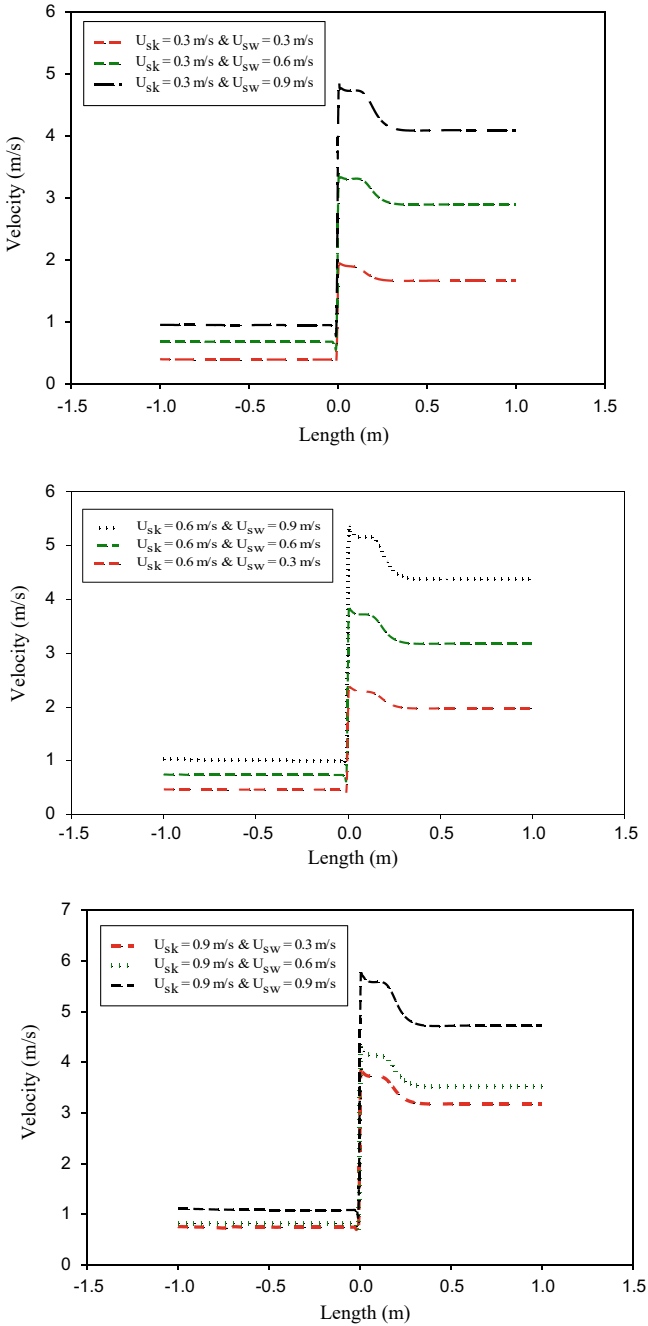 6
U_sk = 0.3 m/s & U_sw = 0.3 m/s
U_sk = 0.3 m/s & U_sw = 0.6 m/s
U_sk = 0.3 m/s & U_sw = 0.9 m/s
5
4
3
2
1
0
Velocity (m/s)
-1.5 -1.0 -0.5 0.0 0.5 1.0 1.5
Length (m)
6
U_sk = 0.6 m/s & U_sw = 0.9 m/s
U_sk = 0.6 m/s & U_sw = 0.6 m/s
U_sk = 0.6 m/s & U_sw = 0.3 m/s
5
4
3
2
1
0
Velocity (m/s)
-1.5 -1.0 -0.5 0.0 0.5 1.0 1.5
Length (m)
7
U_sk = 0.9 m/s & U_sw = 0.3 m/s
U_sk = 0.9 m/s & U_sw = 0.6 m/s
U_sk = 0.9 m/s & U_sw = 0.9 m/s
6
5
4
3
2
1
0
Velocity (m/s)
-1.5 -1.0 -0.5 0.0 0.5 1.0 1.5
Length (m)